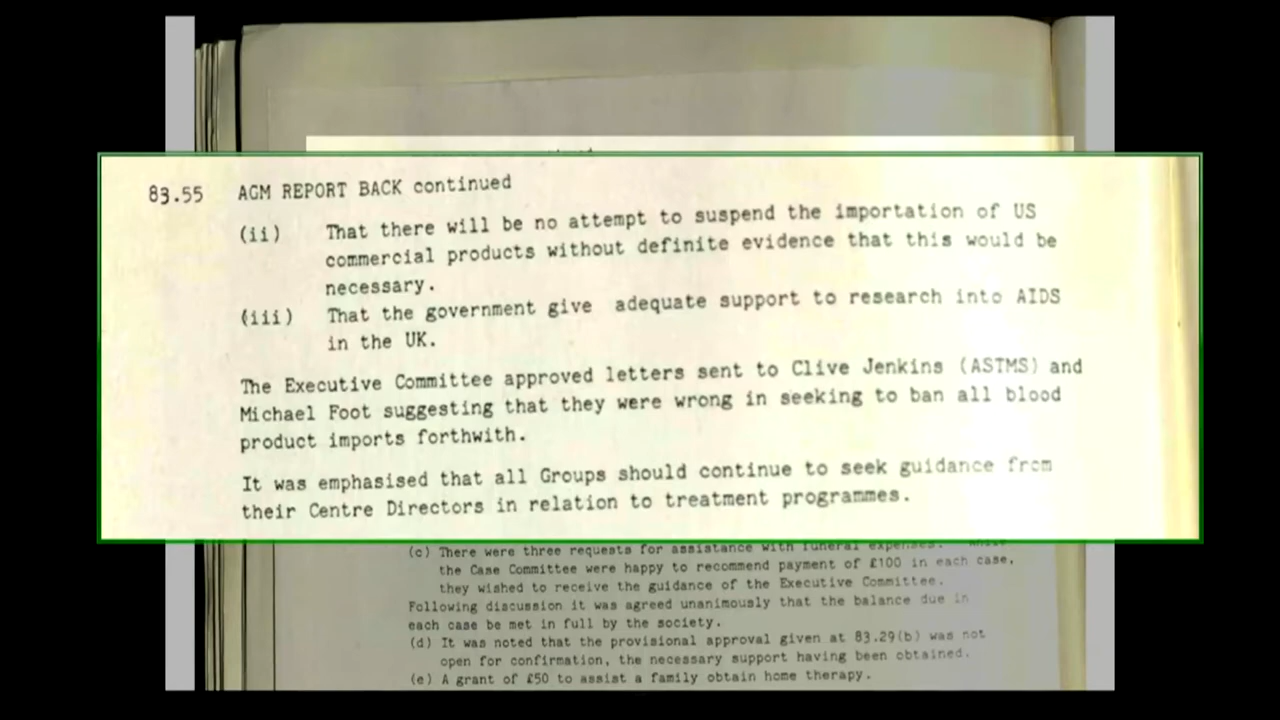 83.55 AGM REPORT BACK continued
(ii) That there will be no attempt to suspend the importation of US
commercial products without definite evidence that this would be
necessary.
(iii) That the government give adequate support to research into AIDS
in the UK.
The Executive Committee approved letters sent to Clive Jenkins (ASTMS) and
Michael Foot suggesting that they were wrong in seeking to ban all blood
product imports forthwith.
It was emphasised that all Groups should continue to seek guidance from
their Centre Directors in relation to treatment programmes.
(c) There were three requests for assistance with funeral expenses.
the Case Committee were happy to recommend payment of £100 in each case,
they wished to receive the guidance of the Executive Committee.
Following discussion it was agreed unanimously that the balance due in
each case be met in full by the society.
(d) It was noted that the provisional approval given at 83.29(b) was not
open for confirmation, the necessary support having been obtained.
(e) A grant of £50 to assist a family obtain home therapy.